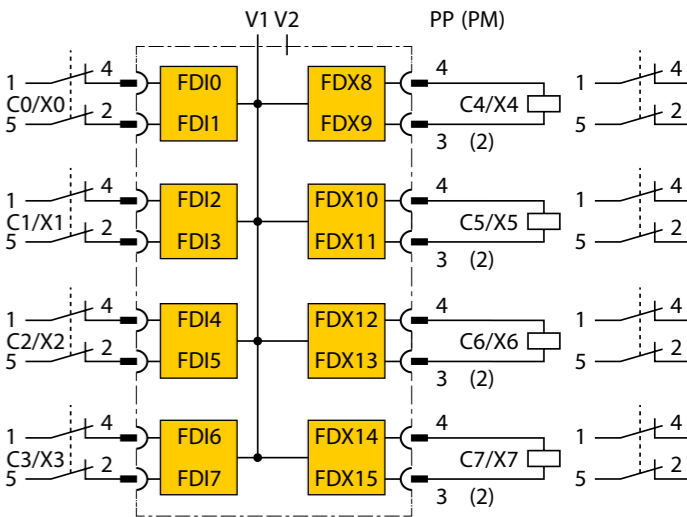 V1 V2 PP (PM)
1 4 FDI0 FDX8 4 1 4
C0/X0 C4/X4
5 2 FDI1 FDX9 5 2
3 (2)
1 4 FDI2 FDX10 4 1 4
C1/X1 C5/X5
5 2 FDI3 FDX11 5 2
3 (2)
1 4 FDI4 FDX12 4 1 4
C2/X2 C6/X6
5 2 FDI5 FDX13 5 2
3 (2)
1 4 FDI6 FDX14 4 1 4
C3/X3 C7/X7
5 2 FDI7 FDX15 5 2
3 (2)